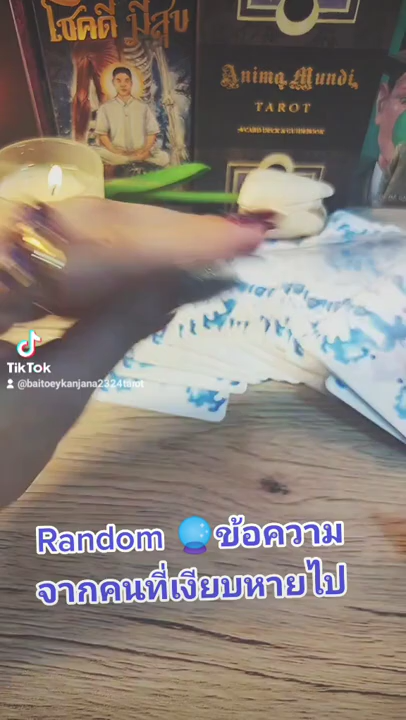 โชคดี มีสุข
Anima Mundi
TAROT
TikTok
@baitoeykanjana2324tarot
Random 🔮ข้อความ
จากคนที่เงียบหายไป